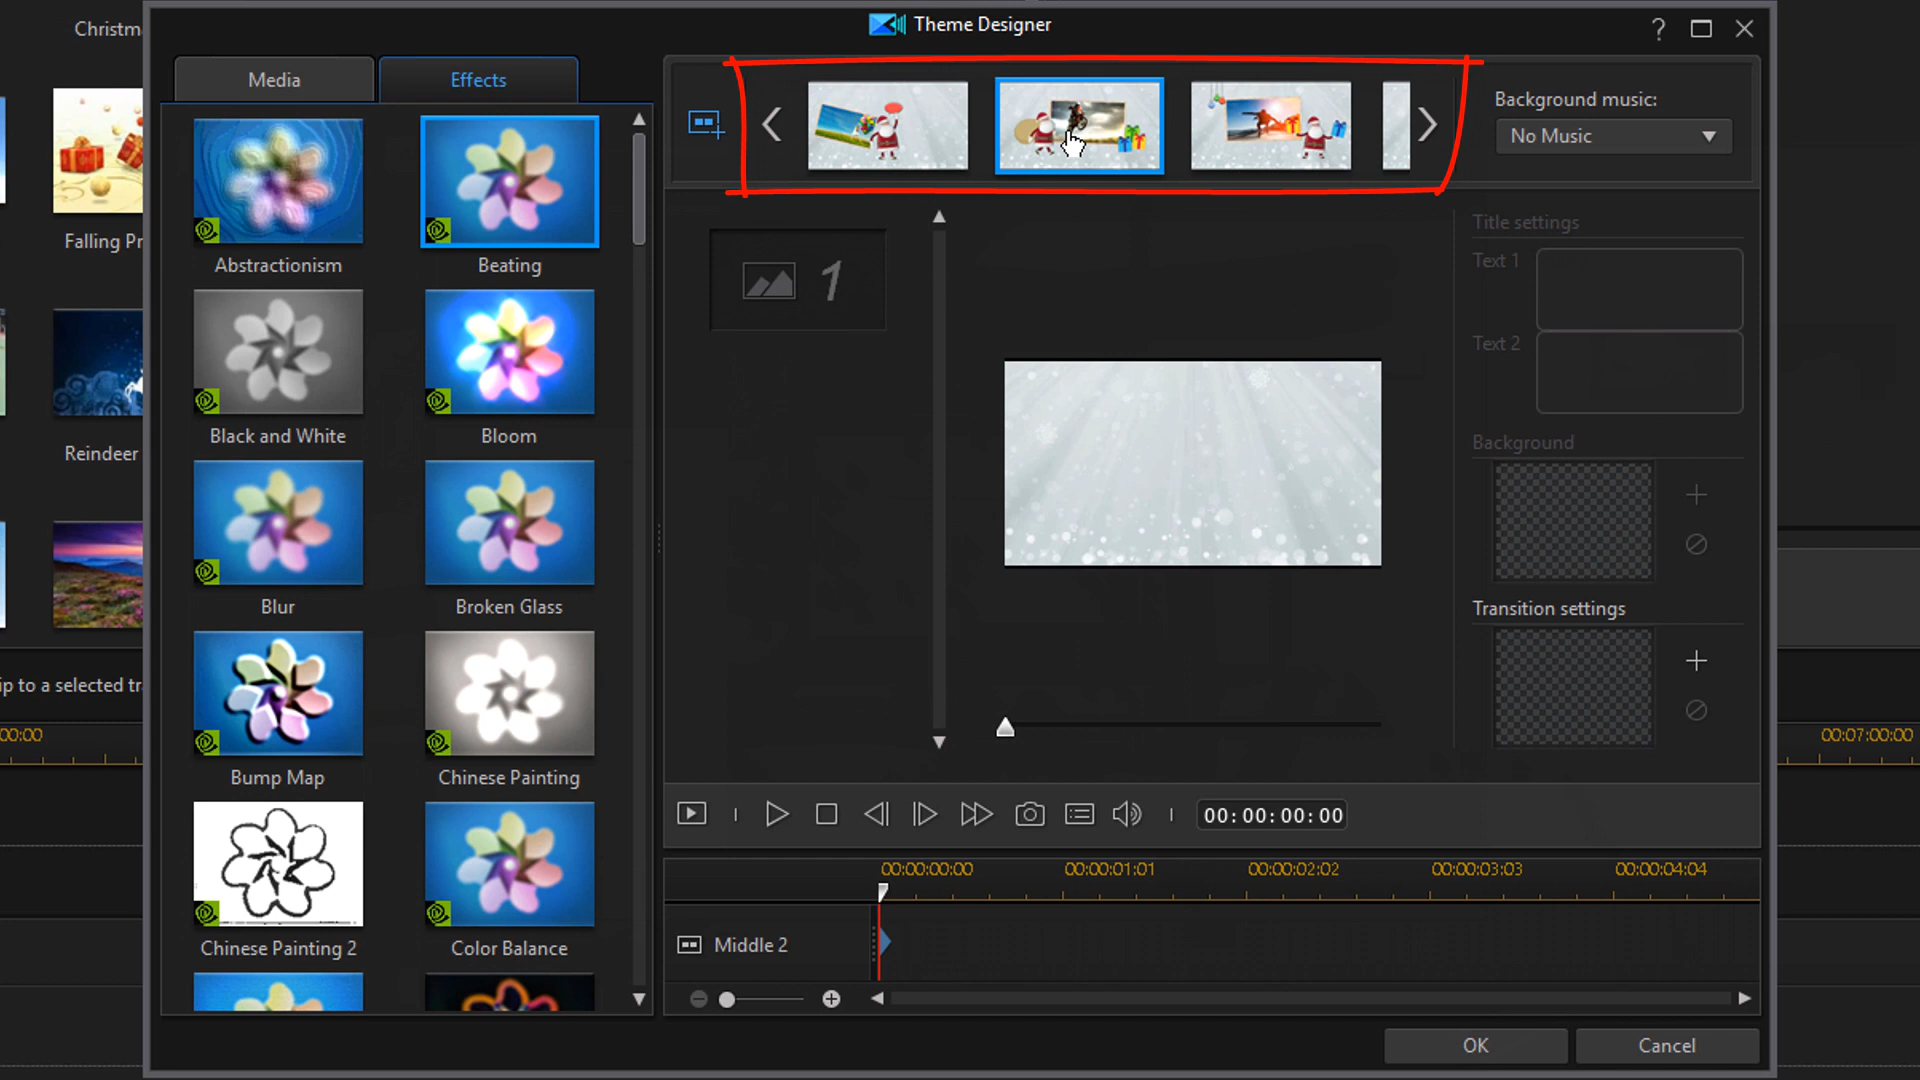 Theme Designer
?
Christm
Media
Effects
Background music:
No Music
Falling Pr
Abstractionism
Beating
1
Title settings
Text 1
Text 2
Black and White
Bloom
Reindeer
Background
Blur
Broken Glass
Transition settings
ip to a selected tr
00:00
00:07:00:00
Bump Map
Chinese Painting
00:00:00:00
00:00:00:00
00:00:01:01
00:00:02:02
00:00:03:03
00:00:04:04
Chinese Painting 2
Color Balance
Middle 2
OK
Cancel